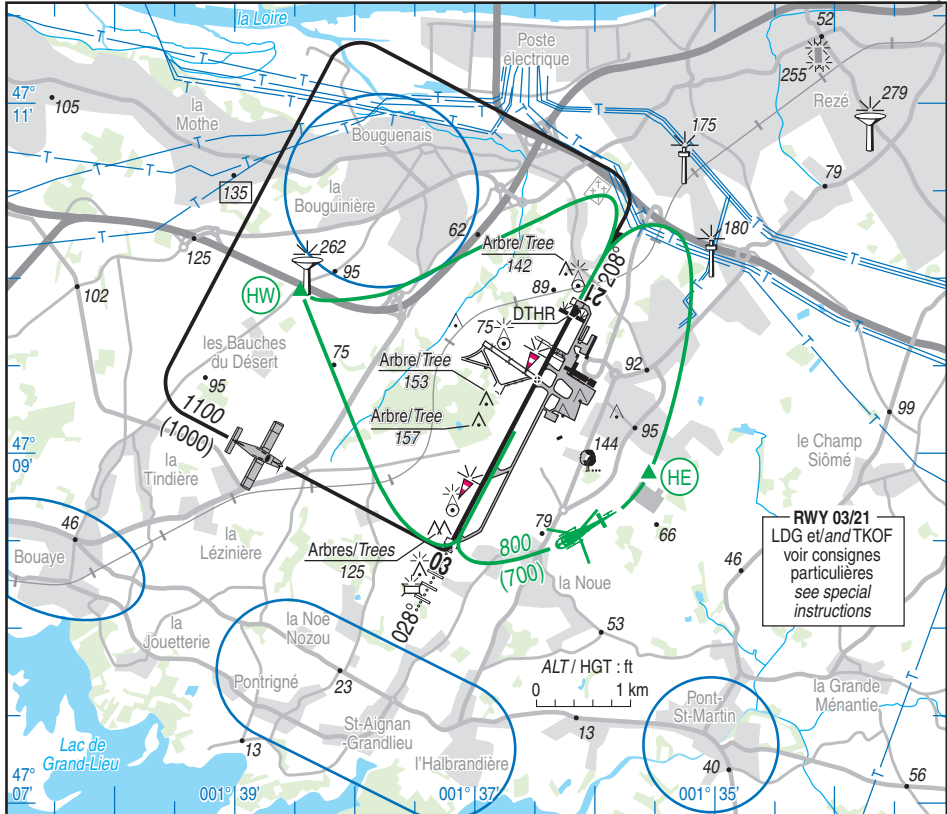 la Loire
52
Poste
électrique
255
47°
11'
105
la
Mothe
Rezé
279
T
175
Bouguenais
135
79
la
Bouguinière
125
262
62
180
95
Arbre/Tree
142
208°
21
HW
102
89
DTHR
75
les Bauches
du Désert
75
Arbre/Tree
153
92
95
1100
(1000)
Arbre/Tree
157
95
99
144
le Champ
Siômé
47°
09'
la
Tindière
HE
RWY 03/21
LDG et/and TKOF
voir consignes
particulières
see special
instructions
46
Bouaye
la
Lézinière
Arbres/Trees
125
03
79
800
(700)
66
la Noue
46
028°
la
Jouetterie
la Noë
Nozou
53
23
Pontrigné
ALT / HGT : ft
0 1 km
la Grande
Ménantie
Pont-
St-Martin
St-Aignan
-Grandlieu
13
13
Lac de
Grand-Lieu
l'Halbrandière
40
56
47°
07'
001° 39'
001° 37'
001° 35'